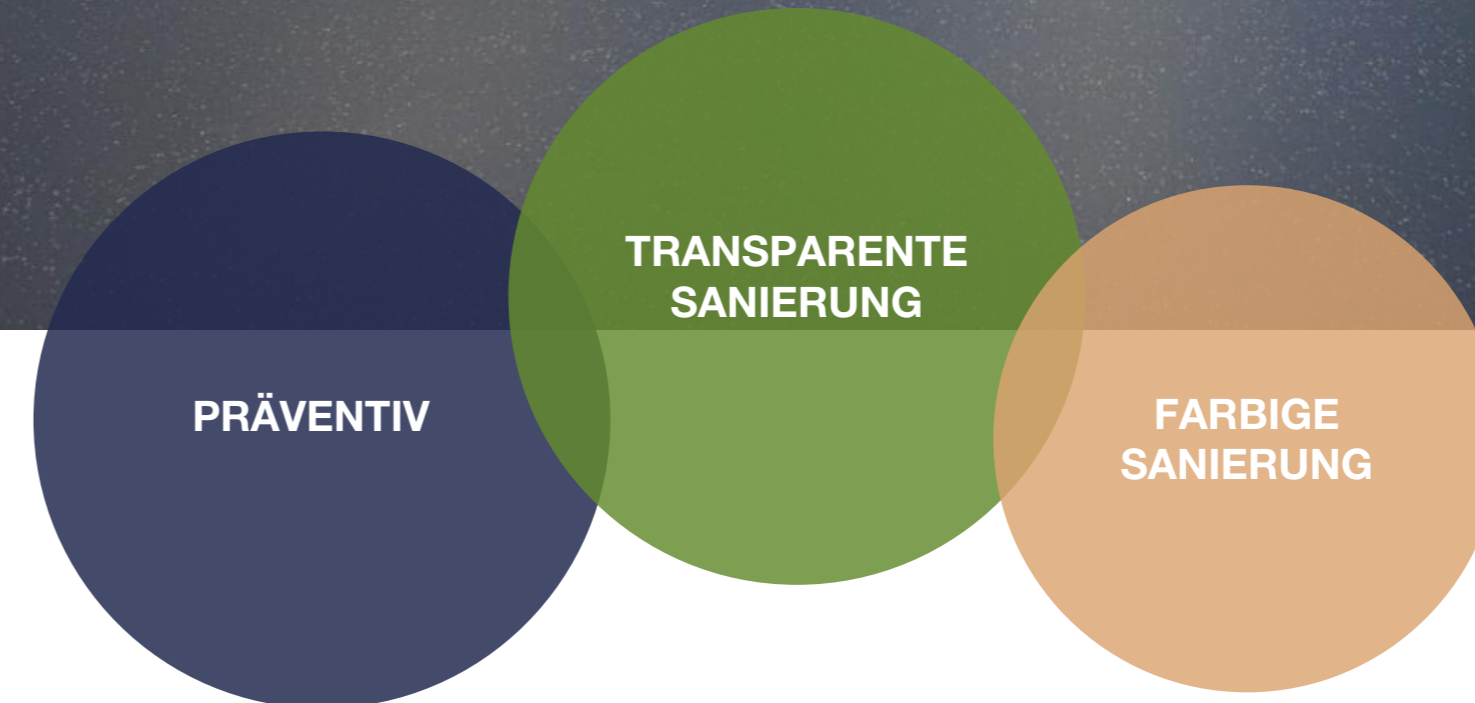 PRÄVENTIV
TRANSPARENTE
SANIERUNG
FARBIGE
SANIERUNG